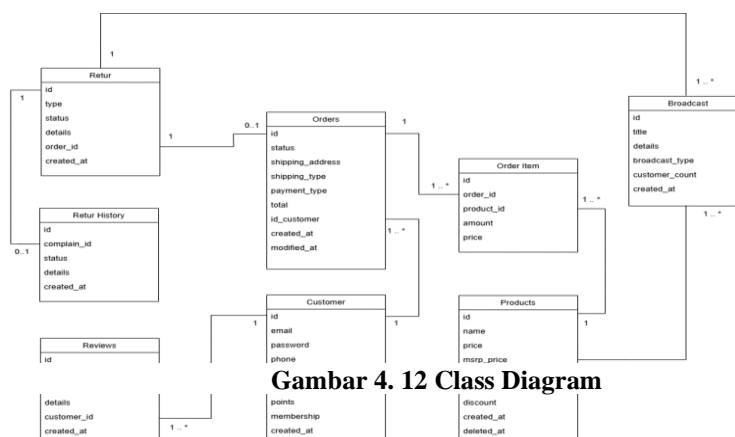 1
1
1 .. *
Retur
id
type
status
details
order_id
created_at
1
0..1
Orders
id
status
shipping_address
shipping_type
payment_type
total
id_customer
created_at
modified_at
1
1 .. *
1 .. *
Order Item
id
order_id
product_id
amount
price
Broadcast
id
title
details
broadcast_type
customer_count
created_at
1 .. *
Retur History
id
complain_id
status
details
created_at
0..1
1
Customer
id
email
password
phone
points
membership
created_at
1
Products
id
name
price
msrp_price
discount
created_at
deleted_at
1
Reviews
id
details
customer_id
created_at
1 .. *
Gambar 4. 12 Class Diagram